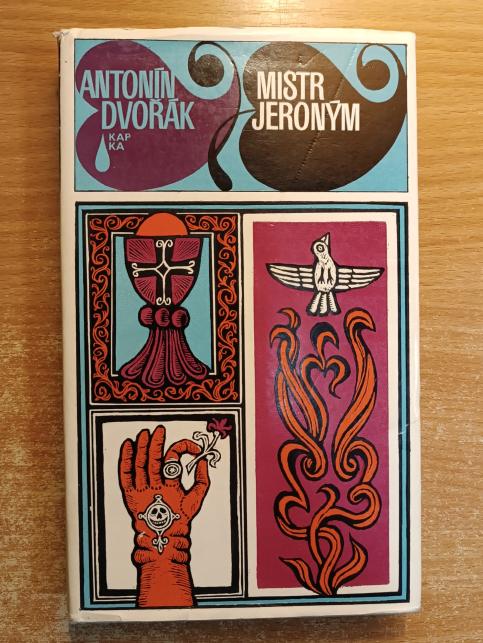 ANTONÍN
DVOŘÁK
KAP
KA
MISTR
JERONÝM